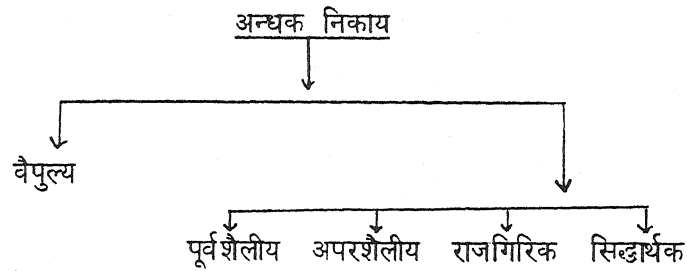 अन्धक निकाय
वैपुल्य
पूर्वशैलीय अपरशैलीय राजगिरिक सिद्धार्थक